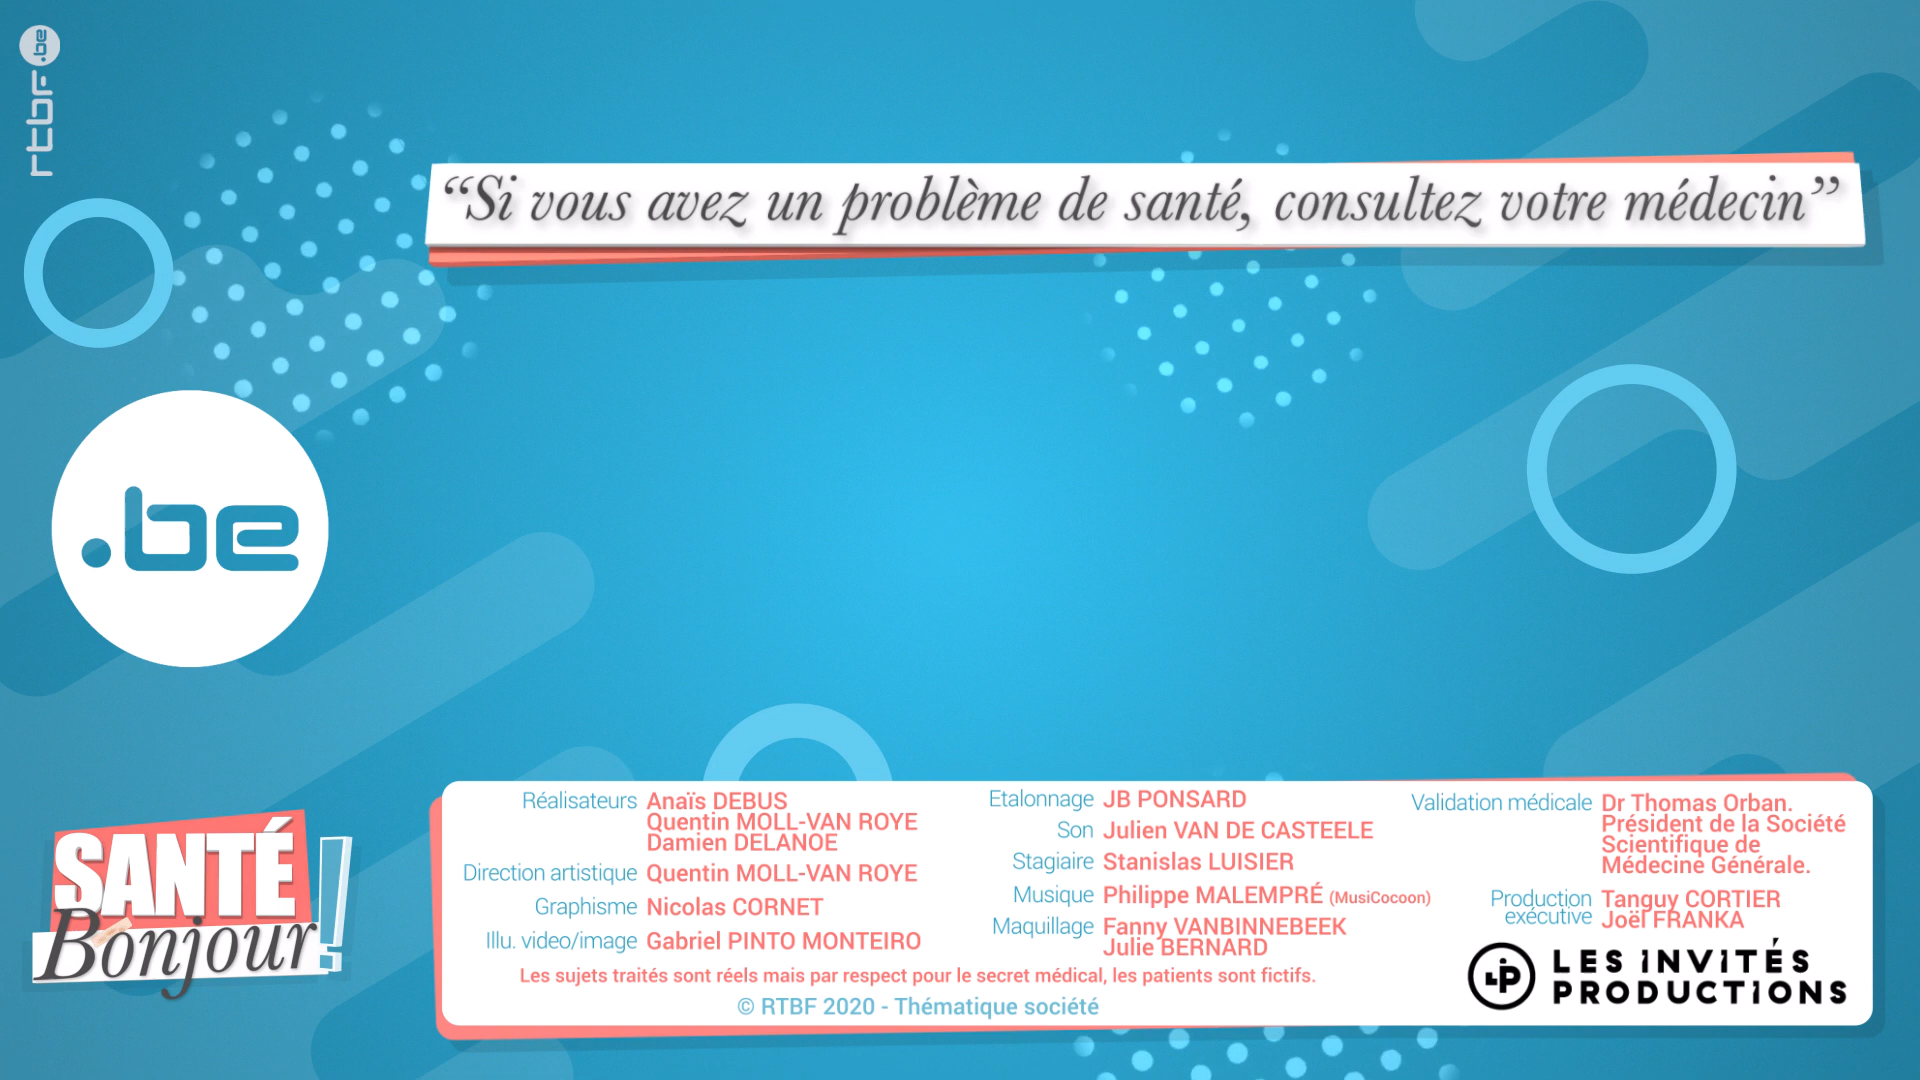 rtbf.be
“Si vous avez un problème de santé, consultez votre médecin”
.be
SANTÉ
Bonjour!
Réalisateurs Anaïs DEBUS
Quentin MOLL-VAN ROYE
Damien DELANOE
Direction artistique Quentin MOLL-VAN ROYE
Graphisme Nicolas CORNET
Illu. video/image Gabriel PINTO MONTEIRO
Etalonnage JB PONSARD
Son Julien VAN DE CASTEELE
Stagiaire Stanislas LUISIER
Musique Philippe MALEMPRÉ (MusiCocoon)
Maquillage Fanny VANBINNEBEEK
Julie BERNARD
Validation médicale Dr Thomas Orban.
Président de la Société
Scientifique de
Médecine Générale.
Production exécutive Tanguy CORTIER
Joël FRANKA
Les sujets traités sont réels mais par respect pour le secret médical, les patients sont fictifs.
© RTBF 2020 - Thématique société
LiP
LES INVITÉS
PRODUCTIONS